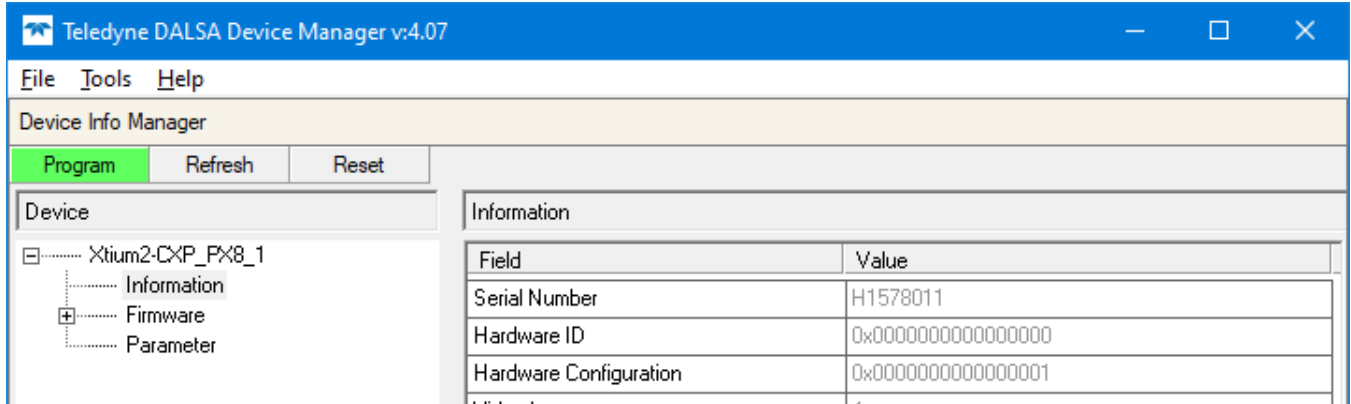 Teledyne DALSA Device Manager v:4.07
File Tools Help
Device Info Manager
Program Refresh Reset
Device Information
Xtium2-CXP_PX8_1
Information
Firmware
Parameter
Field Value
Serial Number H1578011
Hardware ID 0x0000000000000000
Hardware Configuration 0x0000000000000001